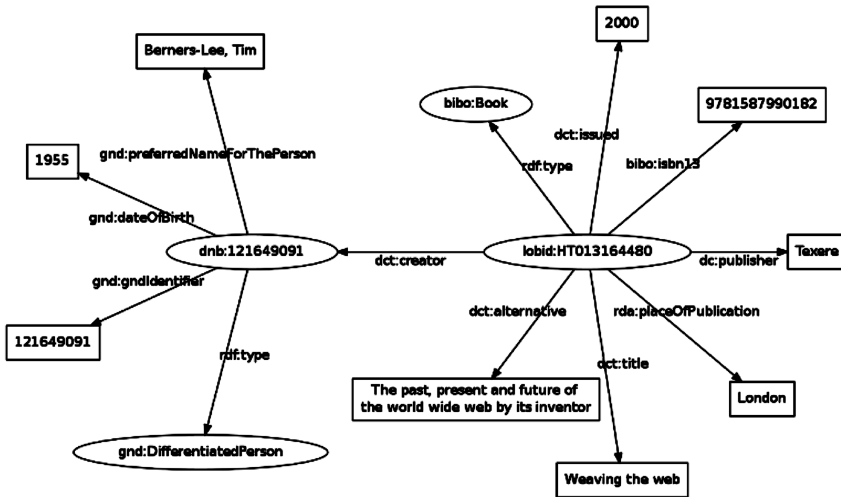 2000
Berners-Lee, Tim
bibo:Book
9781587990182
dct:issued
gnd:preferredNameForThePerson
1955
rdf:type
bibo:isbn13
gnd:dateOfBirth
dnb:121649091
dct:creator
lobid:HT013164480
dc:publisher
Texere
gnd:gndIdentifier
dct:alternative
rda:placeOfPublication
121649091
rdf:type
dct:title
The past, present and future of
the world wide web by its inventor
London
gnd:DifferentiatedPerson
Weaving the web